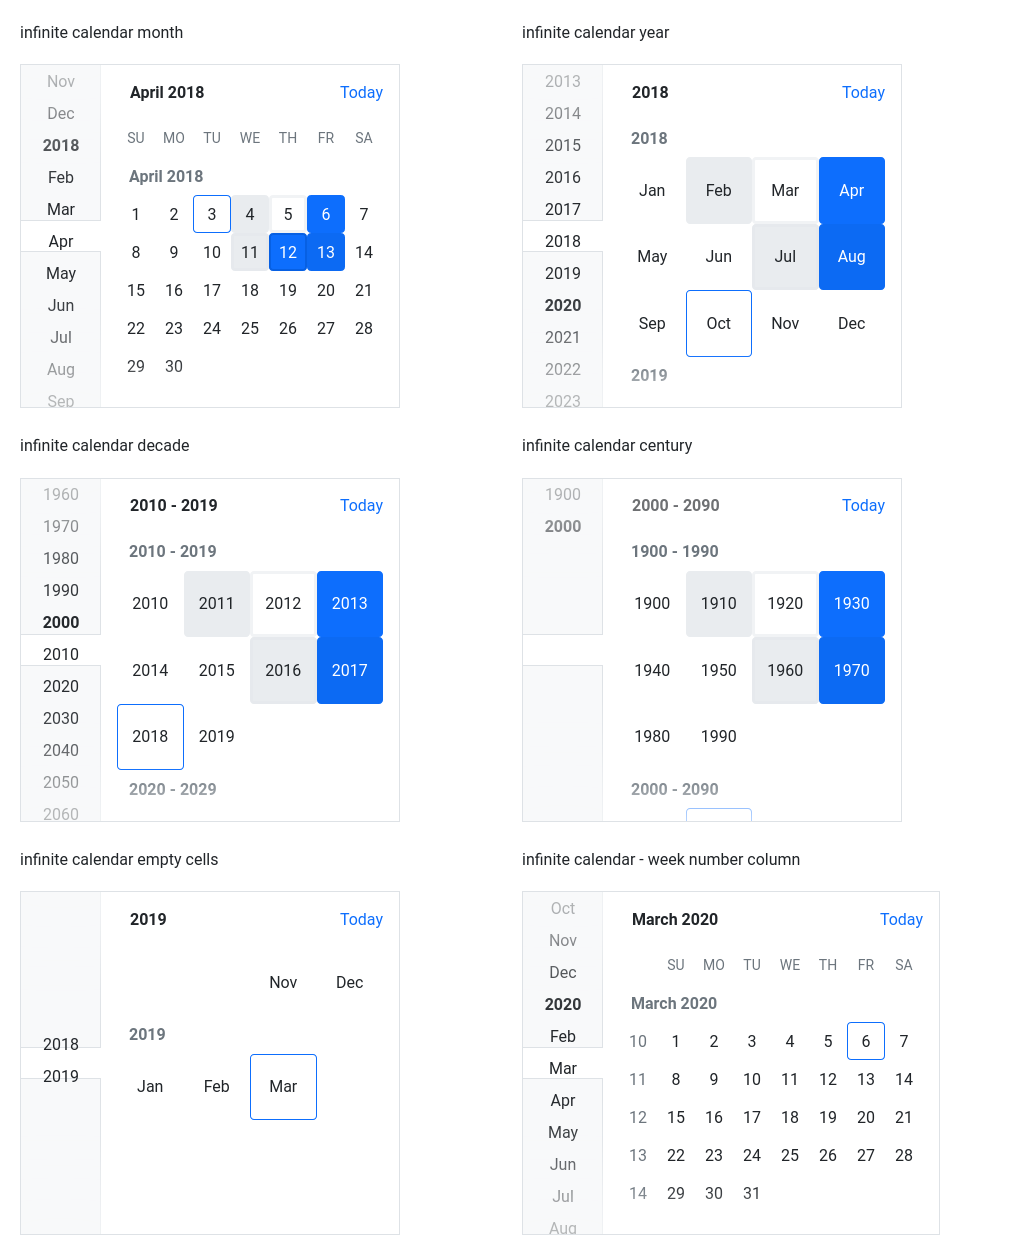 infinite calendar month
Nov
Dec
2018
Feb
Mar
Apr
May
Jun
Jul
Aug
Sep
April 2018 Today
SU MO TU WE TH FR SA
April 2018
1 2 3 4 5 6 7
8 9 10 11 12 13 14
15 16 17 18 19 20 21
22 23 24 25 26 27 28
29 30
infinite calendar year
2013
2014
2015
2016
2017
2018
2019
2020
2021
2022
2023
2018 Today
2018
Jan Feb Mar Apr
May Jun Jul Aug
Sep Oct Nov Dec
2019
infinite calendar decade
1960
1970
1980
1990
2000
2010
2020
2030
2040
2050
2060
2010 - 2019 Today
2010 - 2019
2010 2011 2012 2013
2014 2015 2016 2017
2018 2019
2020 - 2029
infinite calendar century
1900
2000
2000 - 2090 Today
1900 - 1990
1900 1910 1920 1930
1940 1950 1960 1970
1980 1990
2000 - 2090
infinite calendar empty cells
2018
2019
2019 Today
Nov Dec
2019
Jan Feb Mar
infinite calendar - week number column
Oct
Nov
Dec
2020
Feb
Mar
Apr
May
Jun
Jul
Aug
March 2020 Today
SU MO TU WE TH FR SA
March 2020
10 1 2 3 4 5 6 7
11 8 9 10 11 12 13 14
12 15 16 17 18 19 20 21
13 22 23 24 25 26 27 28
14 29 30 31